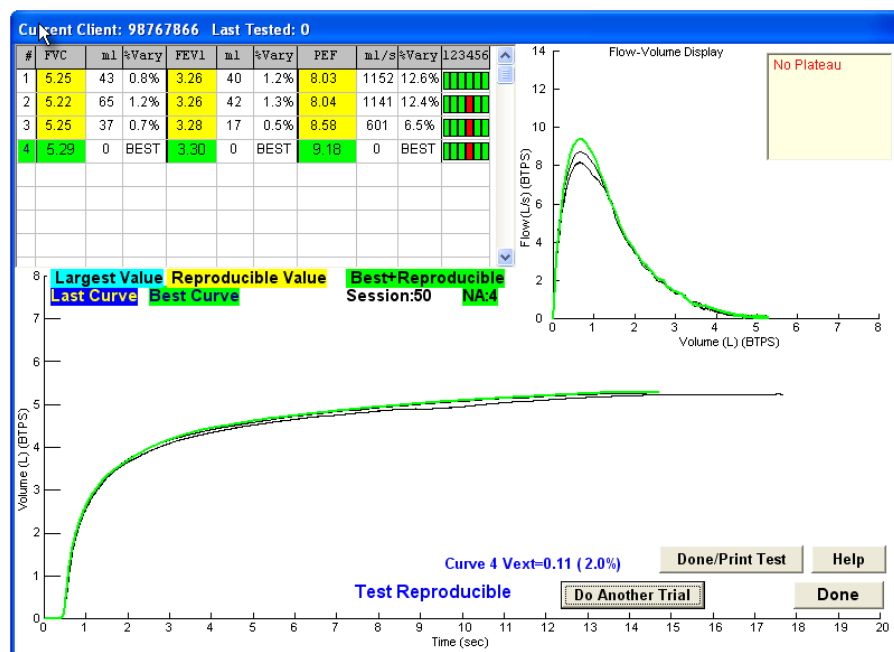 Current Client: 98767866 Last Tested: 0
# FVC ml %Vary FEV1 ml %Vary PEF ml/s %Vary 123456
1 5.25 43 0.8% 3.26 40 1.2% 8.03 1152 12.6%
2 5.22 65 1.2% 3.26 42 1.3% 8.04 1141 12.4%
3 5.25 37 0.7% 3.28 17 0.5% 8.58 601 6.5%
4 5.29 0 BEST 3.30 0 BEST 9.18 0 BEST
Flow-Volume Display
No Plateau
14
12
10
8
6
4
2
0
Flow(L/s) (BTPS)
0 1 2 3 4 5 6 7 8
Volume (L) (BTPS)
Largest Value Reproducible Value Best+Reproducible
Last Curve Best Curve Session:50 NA:4
8
7
6
5
4
3
2
1
0
Volume (L) (BTPS)
Curve 4 Vext=0.11 (2.0%) Done/Print Test Help
Test Reproducible Do Another Trial Done
0 1 2 3 4 5 6 7 8 9 10 11 12 13 14 15 16 17 18 19 20
Time (sec)